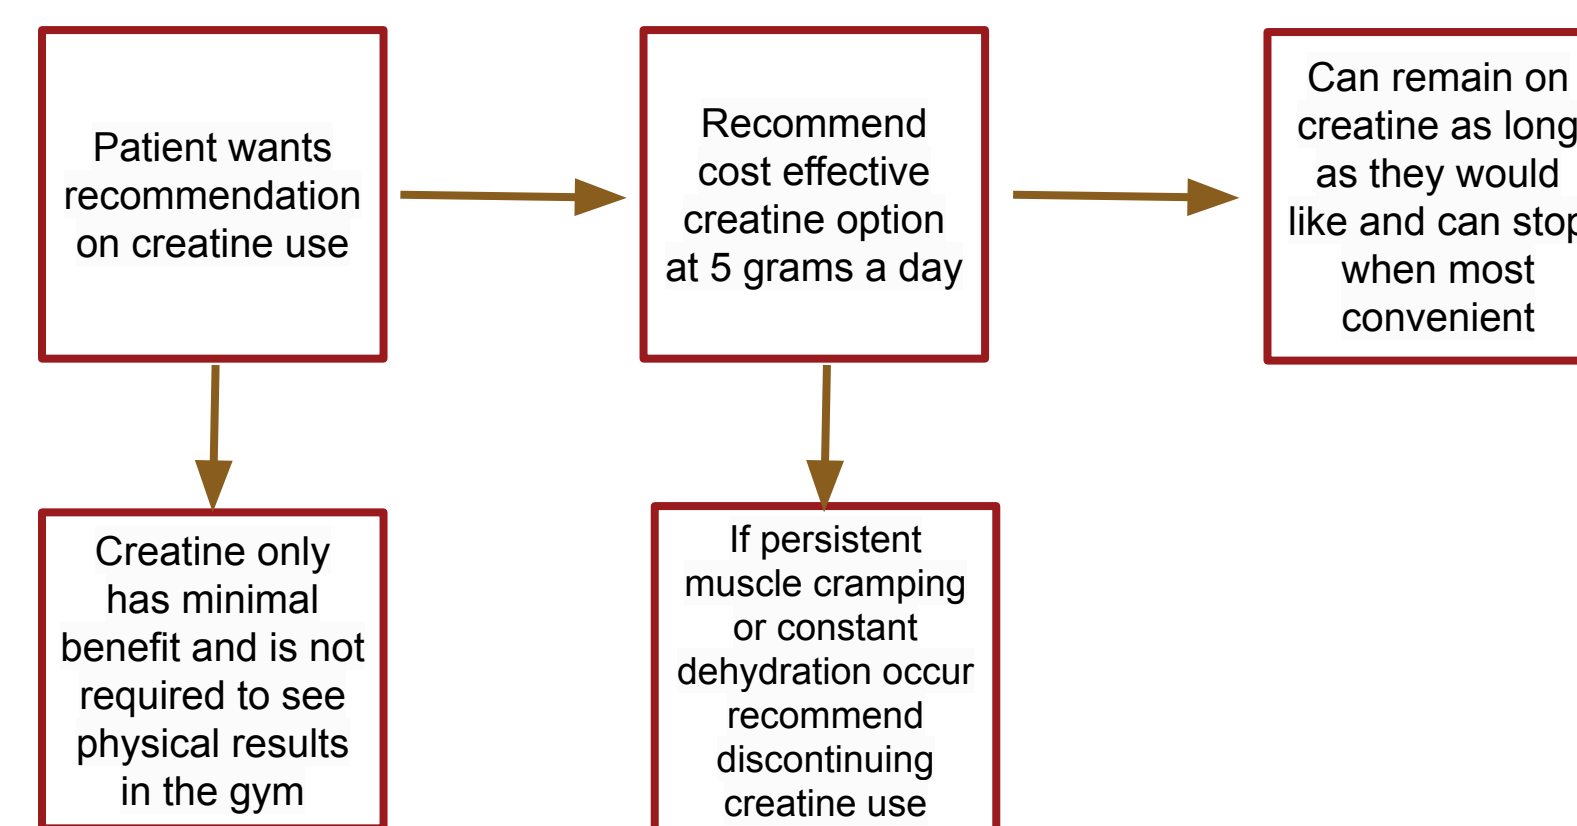 Patient wants
recommendation
on creatine use
Recommend
cost effective
creatine option
at 5 grams a day
Can remain on
creatine as long
as they would
like and can stop
when most
convenient
Creatine only
has minimal
benefit and is not
required to see
physical results
in the gym
If persistent
muscle cramping
or constant
dehydration occur
recommend
discontinuing
creatine use